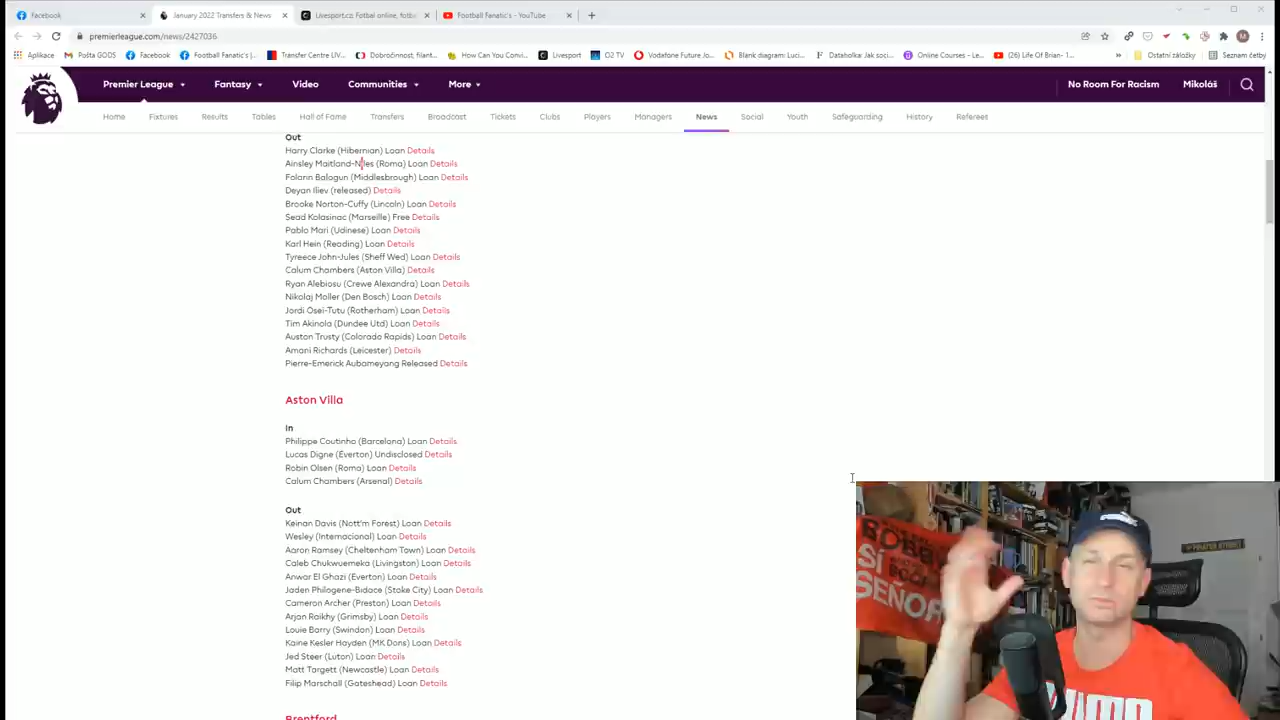 Facebook
January 2022 Transfers & News
Livesport.cz: Fotbal online, fotb
Football Fanatic's - YouTube
premierleague.com/news/2427036
Aplikace
Pošta GODS
Facebook
Football Fanatic's (...
Transfer Centre LIV...
Dobročinnost, filant...
How Can You Convi...
Livesport
O2 TV
Vodafone Future Jo...
Blank diagram: Luci...
Dataholka: Jak soci...
Online Courses - Le...
(26) Life Of Brian- 1...
Ostatní záložky
Seznam četby
Premier League
Fantasy
Video
Communities
More
No Room For Racism
Mikoláš
Home
Fixtures
Results
Tables
Hall of Fame
Transfers
Broadcast
Tickets
Clubs
Players
Managers
News
Social
Youth
Safeguarding
History
Referees
Out
Harry Clarke (Hibernian) Loan Details
Ainsley Maitland-Niles (Roma) Loan Details
Folarin Balogun (Middlesbrough) Loan Details
Deyan Iliev (released) Details
Brooke Norton-Cuffy (Lincoln) Loan Details
Sead Kolasinac (Marseille) Free Details
Pablo Mari (Udinese) Loan Details
Karl Hein (Reading) Loan Details
Tyreece John-Jules (Sheff Wed) Loan Details
Calum Chambers (Aston Villa) Details
Ryan Alebiosu (Crewe Alexandra) Loan Details
Nikolaj Moller (Den Bosch) Loan Details
Jordi Osei-Tutu (Rotherham) Loan Details
Tim Akinola (Dundee Utd) Loan Details
Auston Trusty (Colorado Rapids) Loan Details
Amani Richards (Leicester) Details
Pierre-Emerick Aubameyang Released Details
Aston Villa
In
Philippe Coutinho (Barcelona) Loan Details
Lucas Digne (Everton) Undisclosed Details
Robin Olsen (Roma) Loan Details
Calum Chambers (Arsenal) Details
Out
Keinan Davis (Nott'm Forest) Loan Details
Wesley (Internacional) Loan Details
Aaron Ramsey (Cheltenham Town) Loan Details
Caleb Chukwuemeka (Livingston) Loan Details
Anwar El Ghazi (Everton) Loan Details
Jaden Philogene-Bidace (Stoke City) Loan Details
Cameron Archer (Preston) Loan Details
Arjan Raikhy (Grimsby) Loan Details
Louie Barry (Swindon) Loan Details
Kaine Kesler Hayden (MK Dons) Loan Details
Jed Steer (Luton) Loan Details
Matt Targett (Newcastle) Loan Details
Filip Marschall (Gateshead) Loan Details
Brentford
BOBB
SÍ
SEÑOR
PUMA